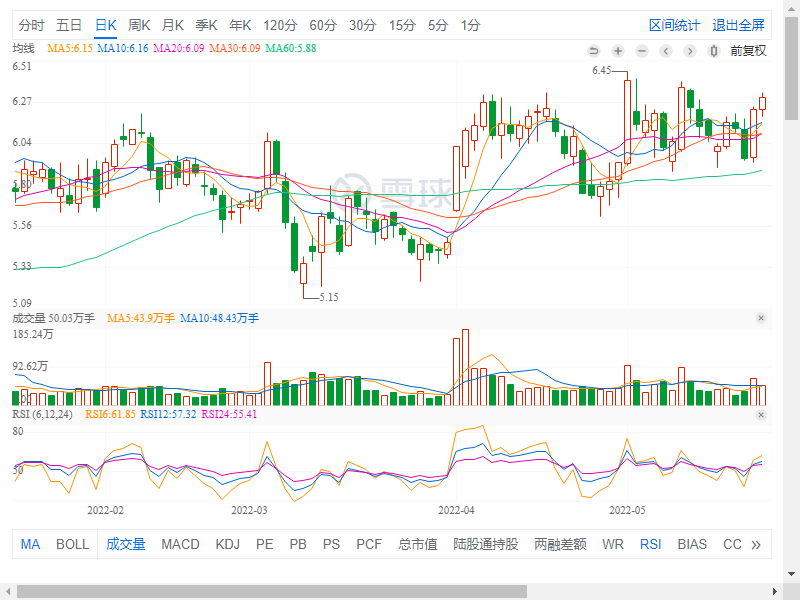 分时 五日 日K 周K 月K 季K 年K 120分 60分 30分 15分 5分 1分 区间统计 退出全屏
均线 MA5:6.15 MA10:6.16 MA20:6.09 MA30:6.09 MA60:5.88 前复权
6.51
6.45
6.27
6.04
5.80
雪球
5.56
5.33
5.15
5.09
成交量 50.03万手 MA5:43.9万手 MA10:48.43万手
185.24万
92.62万
RSI (6,12,24) RSI6:61.85 RSI12:57.32 RSI24:55.41
80
50
2022-02 2022-03 2022-04 2022-05
MA BOLL 成交量 MACD KDJ PE PB PS PCF 总市值 陆股通持股 两融差额 WR RSI BIAS CC »